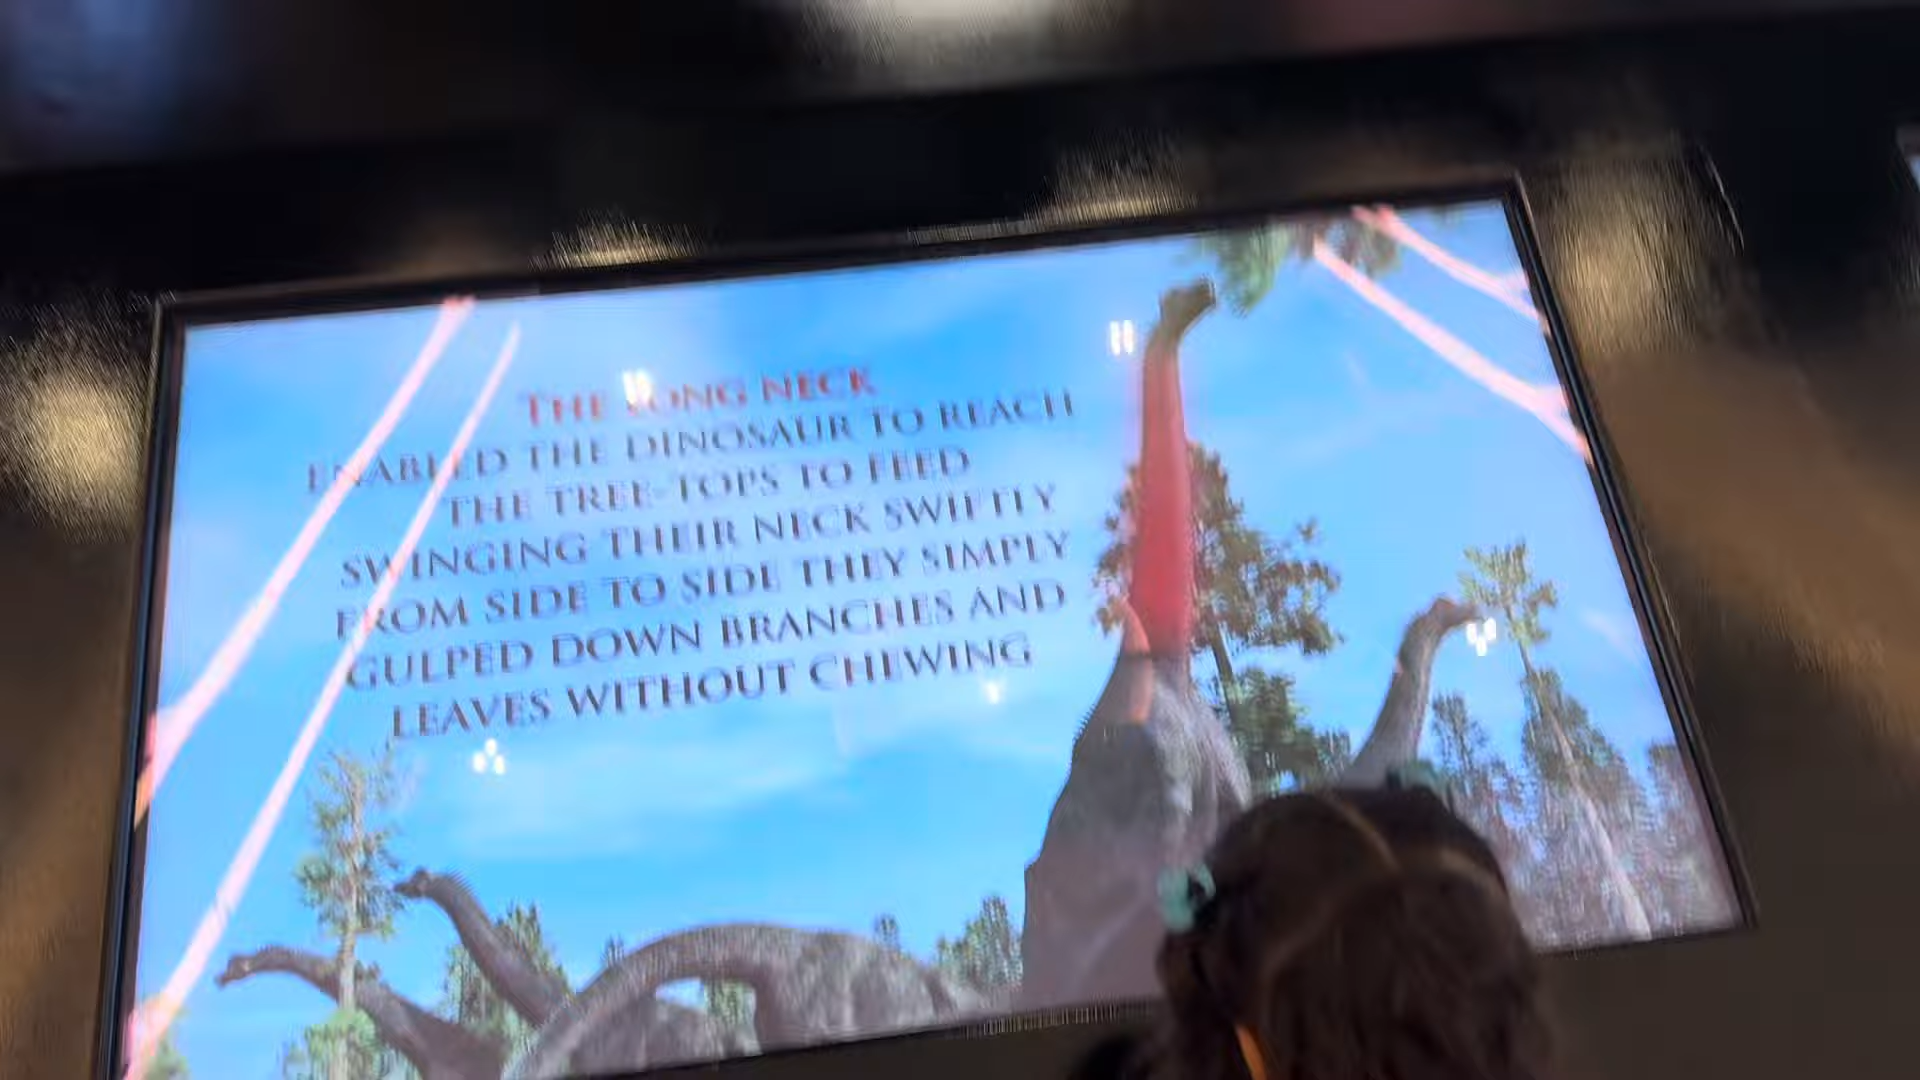 THE LONG NECK
ENABLED THE DINOSAUR TO REACH
THE TREE-TOPS TO FEED
SWINGING THEIR NECK SWIFTLY
FROM SIDE TO SIDE THEY SIMPLY
GULPED DOWN BRANCHES AND
LEAVES WITHOUT CHEWING